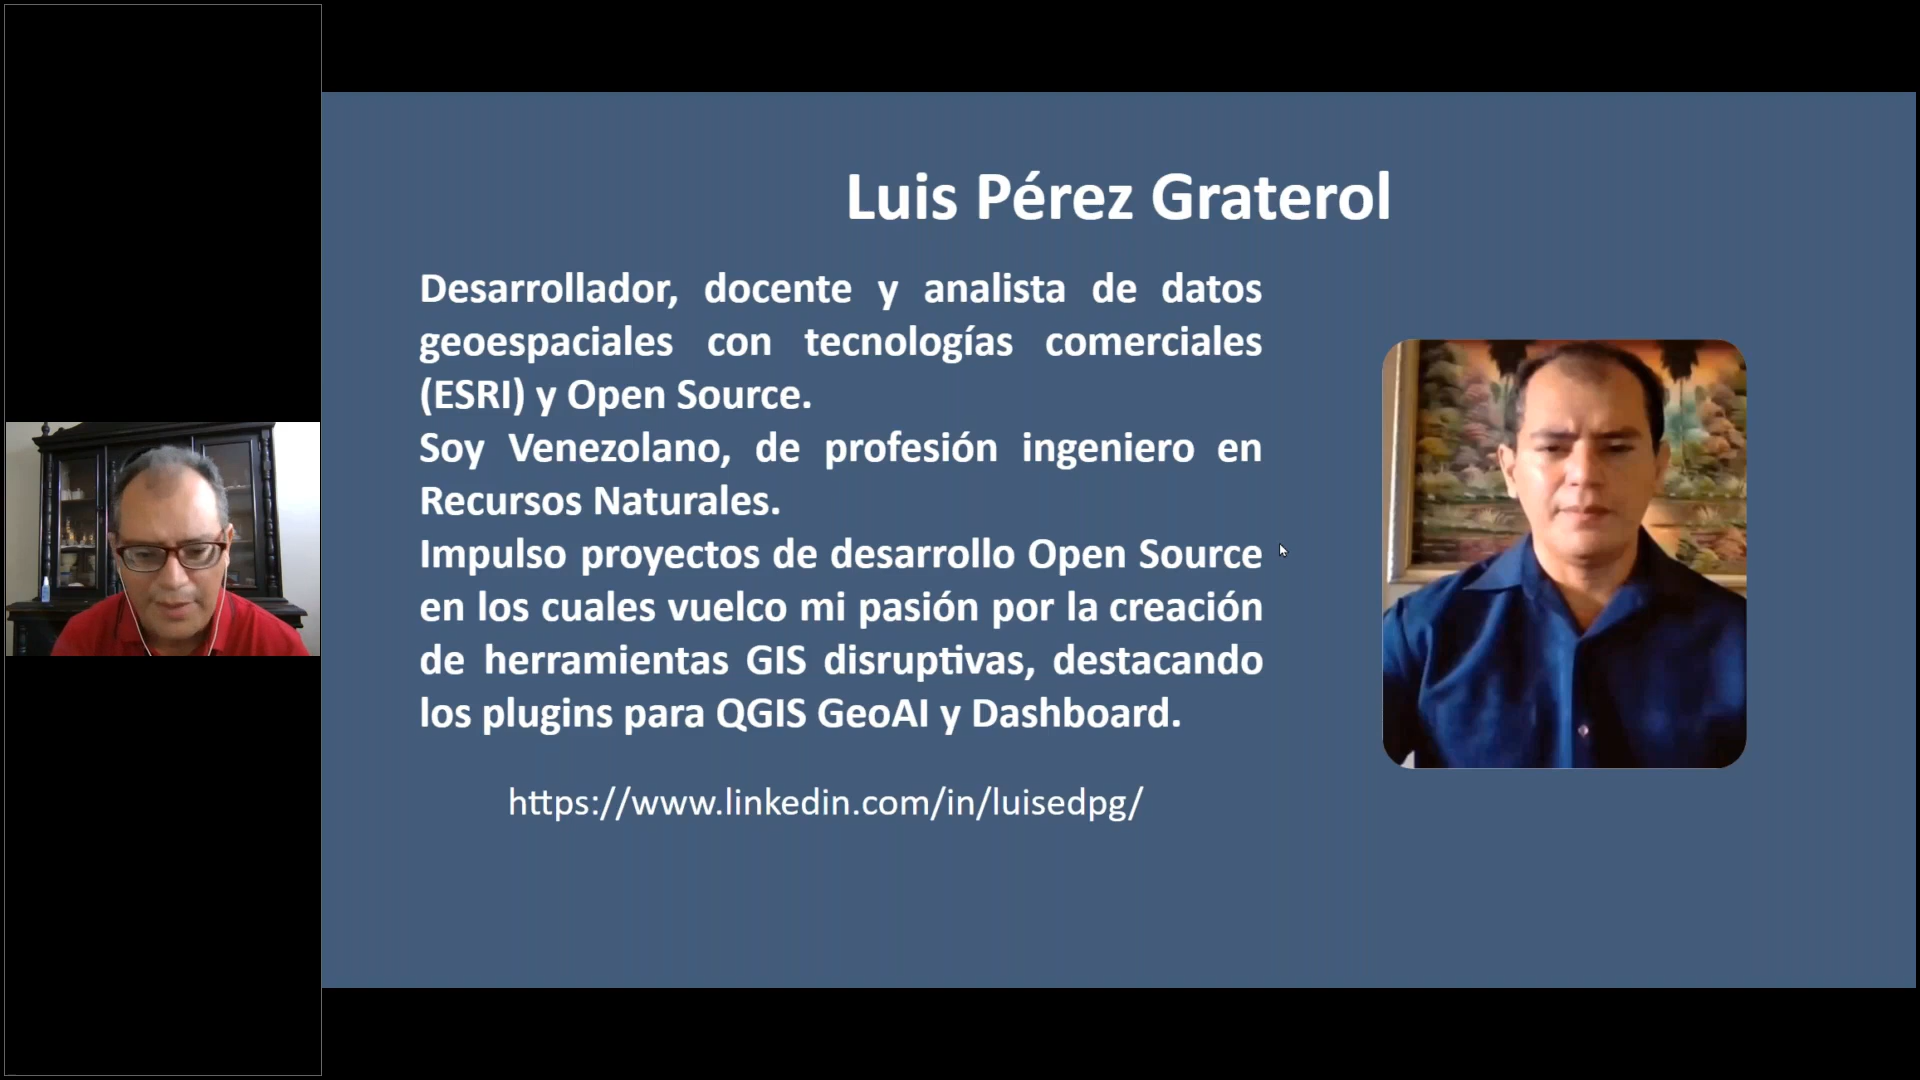 Luis Pérez Graterol
Desarrollador, docente y analista de datos
geoespaciales con tecnologías comerciales
(ESRI) y Open Source.
Soy Venezolano, de profesión ingeniero en
Recursos Naturales.
Impulso proyectos de desarrollo Open Source
en los cuales vuelco mi pasión por la creación
de herramientas GIS disruptivas, destacando
los plugins para QGIS GeoAI y Dashboard.
https://www.linkedin.com/in/luisedpg/